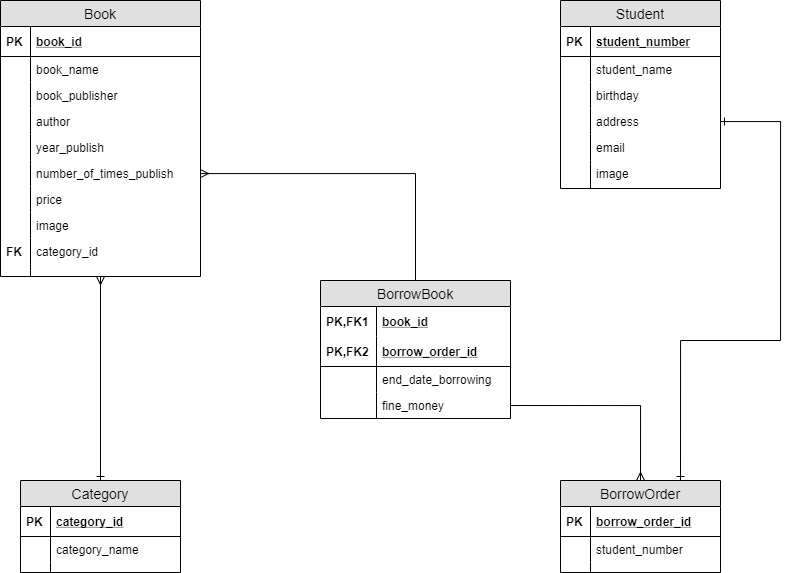 Book
PK book_id
book_name
book_publisher
author
year_publish
number_of_times_publish
price
image
FK category_id
Student
PK student_number
student_name
birthday
address
email
image
BorrowBook
PK,FK1 book_id
PK,FK2 borrow_order_id
end_date_borrowing
fine_money
Category
PK category_id
category_name
BorrowOrder
PK borrow_order_id
student_number